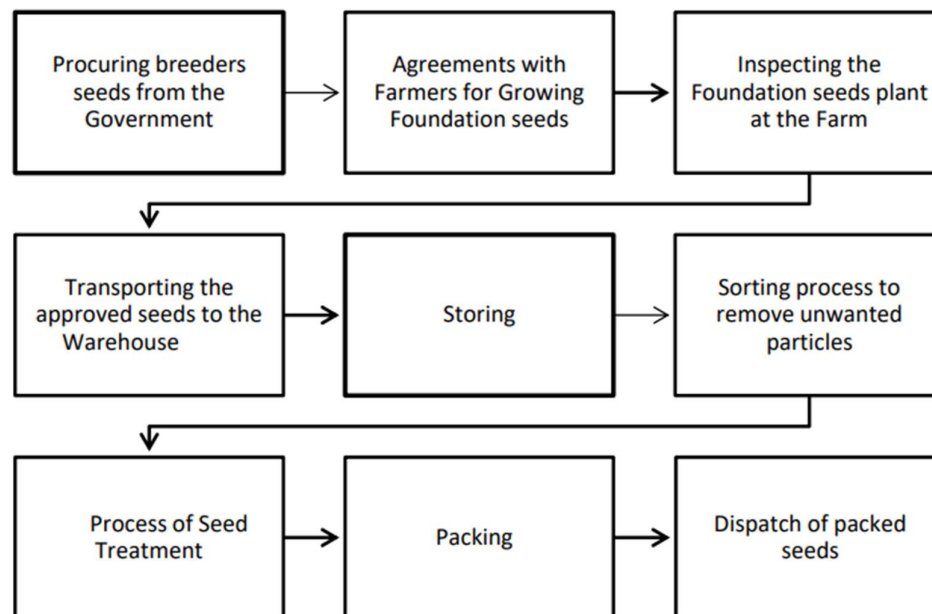 Procuring breeders
seeds from the
Government
Agreements with
Farmers for Growing
Foundation seeds
Inspecting the
Foundation seeds plant
at the Farm
Transporting the
approved seeds to the
Warehouse
Storing
Sorting process to
remove unwanted
particles
Process of Seed
Treatment
Packing
Dispatch of packed
seeds